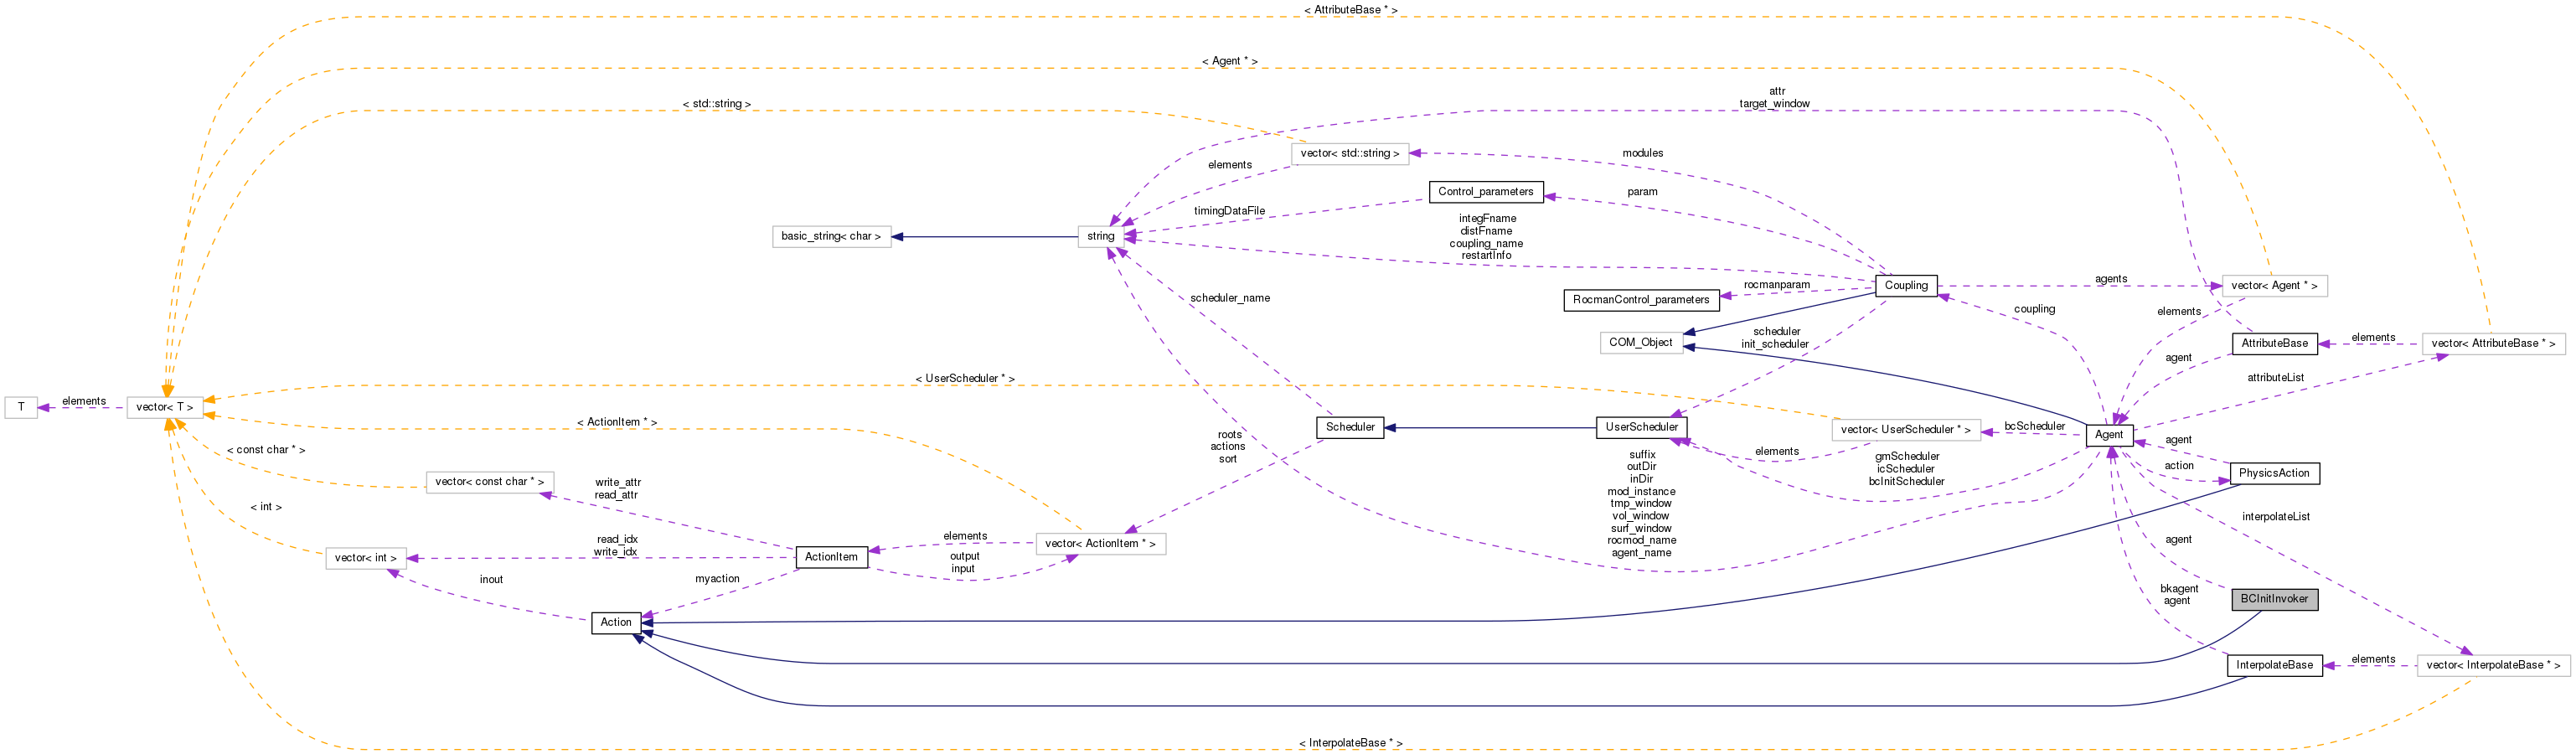 < AttributeBase * >
< Agent * >
< std::string >
attr
target_window
vector< std::string >
modules
elements
Control_parameters
param
timingDataFile
integFname
distFname
coupling_name
restartInfo
basic_string< char >
string
scheduler_name
RocmanControl_parameters
rocmanparam
Coupling
agents
vector< Agent * >
coupling
elements
COM_Object
scheduler
init_scheduler
AttributeBase
elements
vector< AttributeBase * >
agent
attributeList
< UserScheduler * >
T
elements
vector< T >
< ActionItem * >
Scheduler
UserScheduler
vector< UserScheduler * >
bcScheduler
Agent
elements
gmScheduler
icScheduler
bcInitScheduler
agent
action
PhysicsAction
< const char * >
vector< const char * >
roots
actions
sort
suffix
outDir
inDir
mod_instance
tmp_window
vol_window
surf_window
rocmod_name
agent_name
write_attr
read_attr
< int >
interpolateList
vector< int >
read_idx
write_idx
ActionItem
elements
output
input
vector< ActionItem * >
agent
inout
myaction
bkagent
agent
BCInitInvoker
Action
InterpolateBase
elements
vector< InterpolateBase * >
< InterpolateBase * >